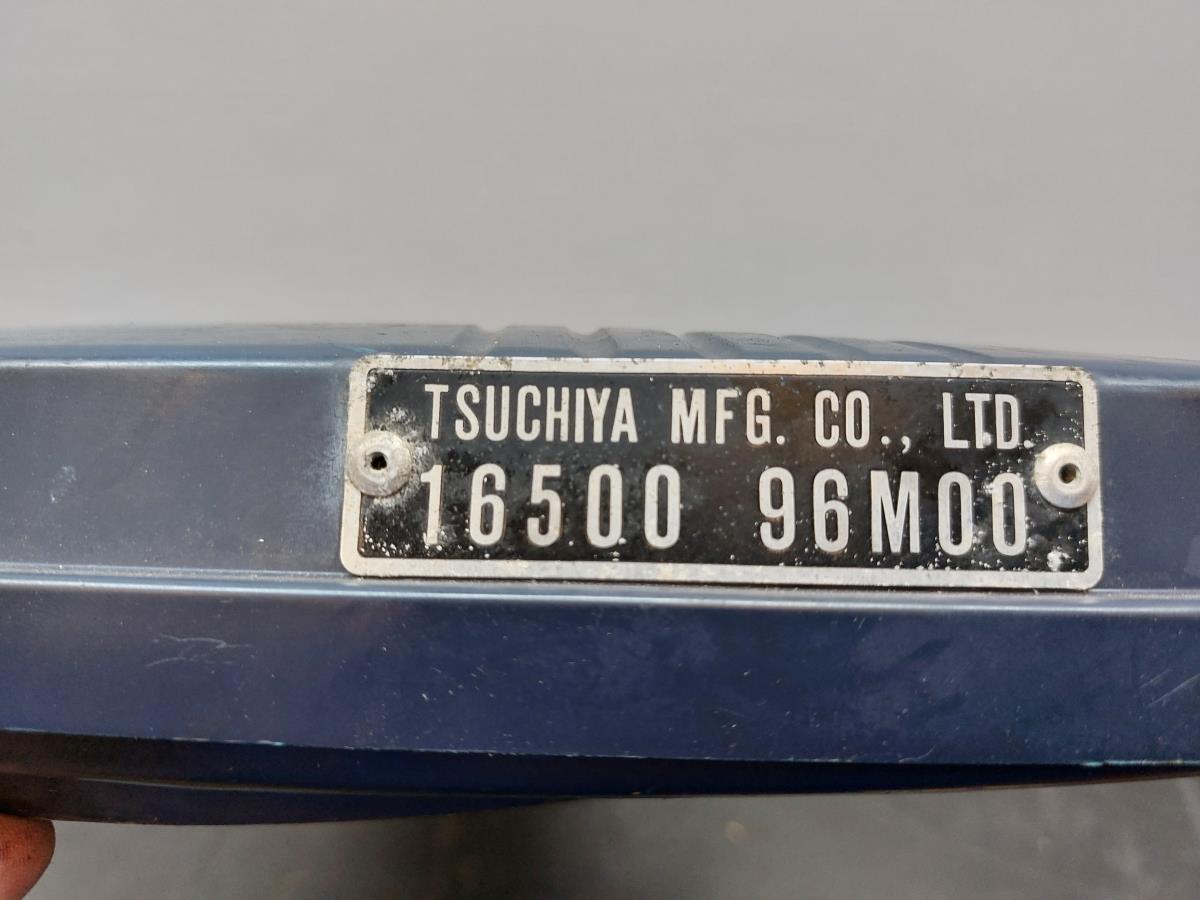 TSUCHIYA MFG. CO., LTD.
16500 96M00